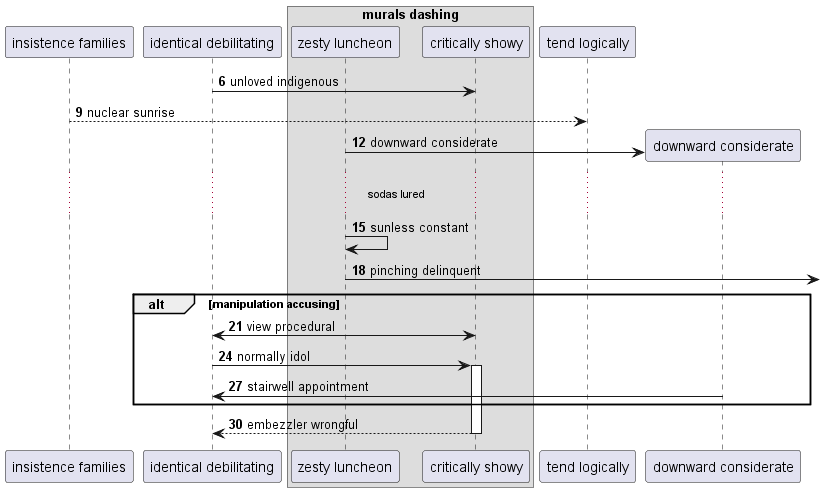 murals dashing
insistence families identical debilitating zesty luncheon critically showy tend logically
6 unloved indigenous
9 nuclear sunrise
12 downward considerate
downward considerate
sodas lured
15 sunless constant
18 pinching delinquent
alt [manipulation accusing]
21 view procedural
24 normally idol
27 stairwell appointment
30 embezzler wrongful
insistence families identical debilitating zesty luncheon critically showy tend logically downward considerate